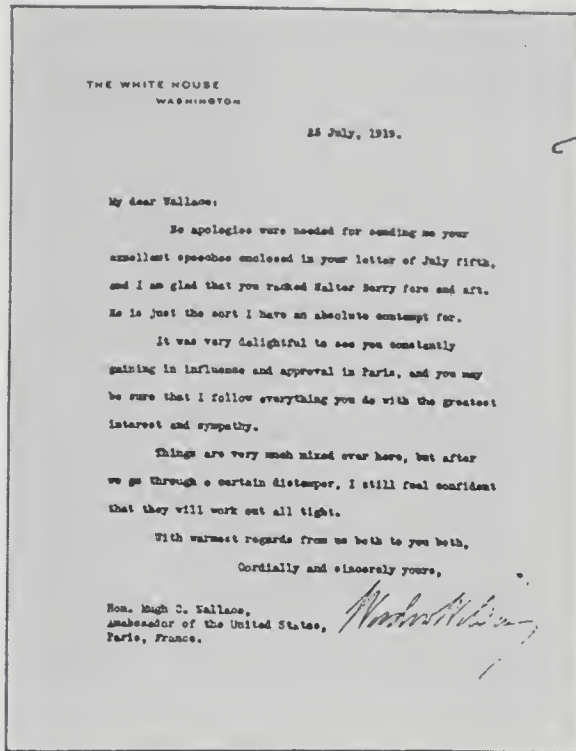 THE WHITE HOUSE
WASHINGTON
25 July, 1919.
My dear Wallace:
No apologies were needed for sending me your
excellent speeches enclosed in your letter of July fifth,
and I am glad that you racked Walter Berry fore and aft.
He is just the sort I have an absolute contempt for.
It was very delightful to see you constantly
gaining in influence and approval in Paris, and you may
be sure that I follow everything you do with the greatest
interest and sympathy.
Things are very much mixed over here, but after
we go through a certain distemper, I still feel confident
that they will work out all tight.
With warmest regards from us both to you both,
Cordially and sincerely yours,
Hon. Hugh C. Wallace,
Ambassador of the United States,
Paris, France.
Woodrow Wilson